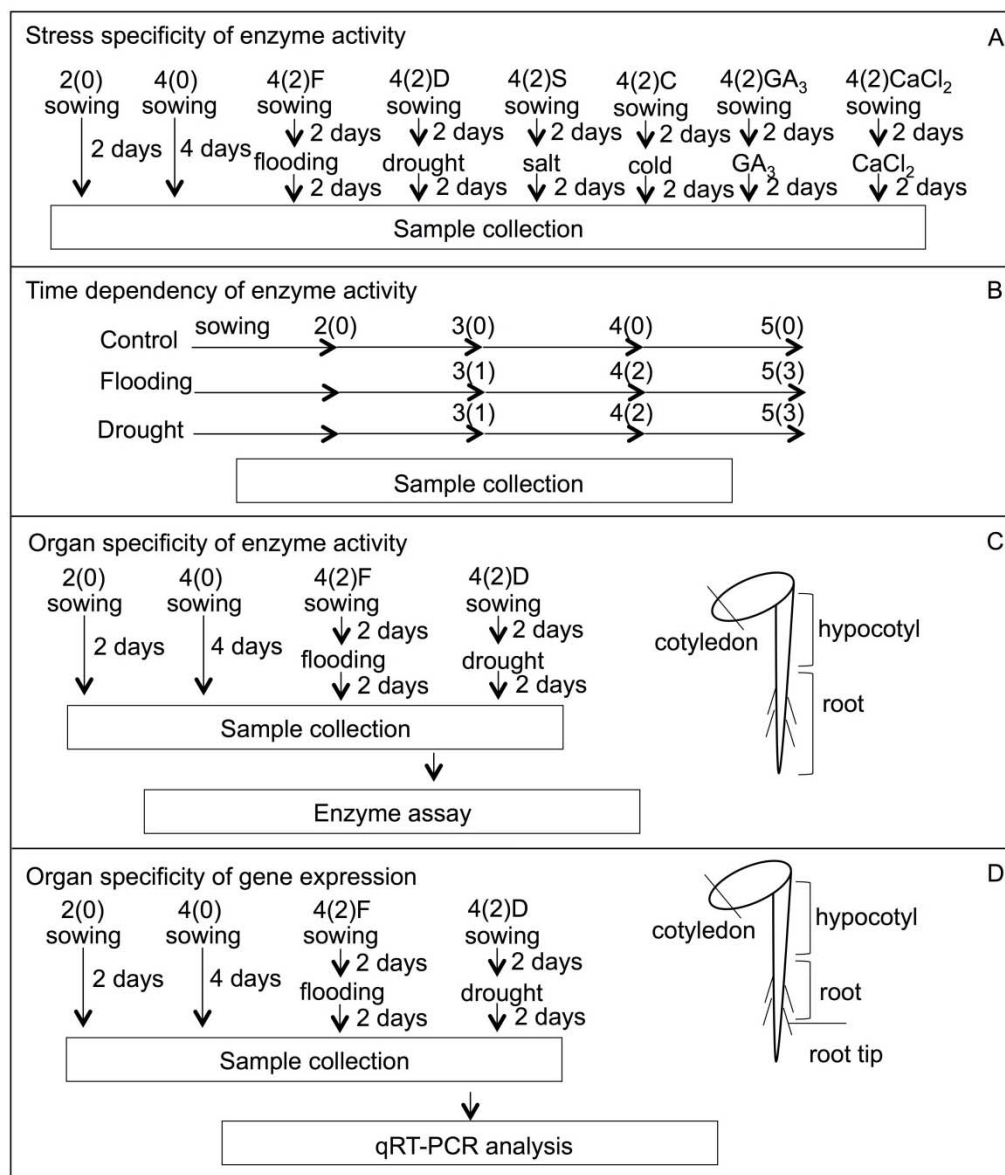 Stress specificity of enzyme activity A
2(0) 4(0) 4(2)F 4(2)D 4(2)S 4(2)C 4(2)GA₃ 4(2)CaCl₂
sowing sowing sowing sowing sowing sowing sowing sowing
2 days 4 days 2 days 2 days 2 days 2 days 2 days 2 days
flooding drought salt cold GA₃ CaCl₂
2 days 2 days 2 days 2 days 2 days 2 days
Sample collection
Time dependency of enzyme activity B
sowing 2(0) 3(0) 4(0) 5(0)
Control
3(1) 4(2) 5(3)
Flooding
3(1) 4(2) 5(3)
Drought
Sample collection
Organ specificity of enzyme activity C
2(0) 4(0) 4(2)F 4(2)D
sowing sowing sowing sowing
2 days 4 days 2 days 2 days
flooding drought
2 days 2 days
Sample collection
Enzyme assay
cotyledon
hypocotyl
root
Organ specificity of gene expression D
2(0) 4(0) 4(2)F 4(2)D
sowing sowing sowing sowing
2 days 4 days 2 days 2 days
flooding drought
2 days 2 days
Sample collection
qRT-PCR analysis
cotyledon
hypocotyl
root
root tip